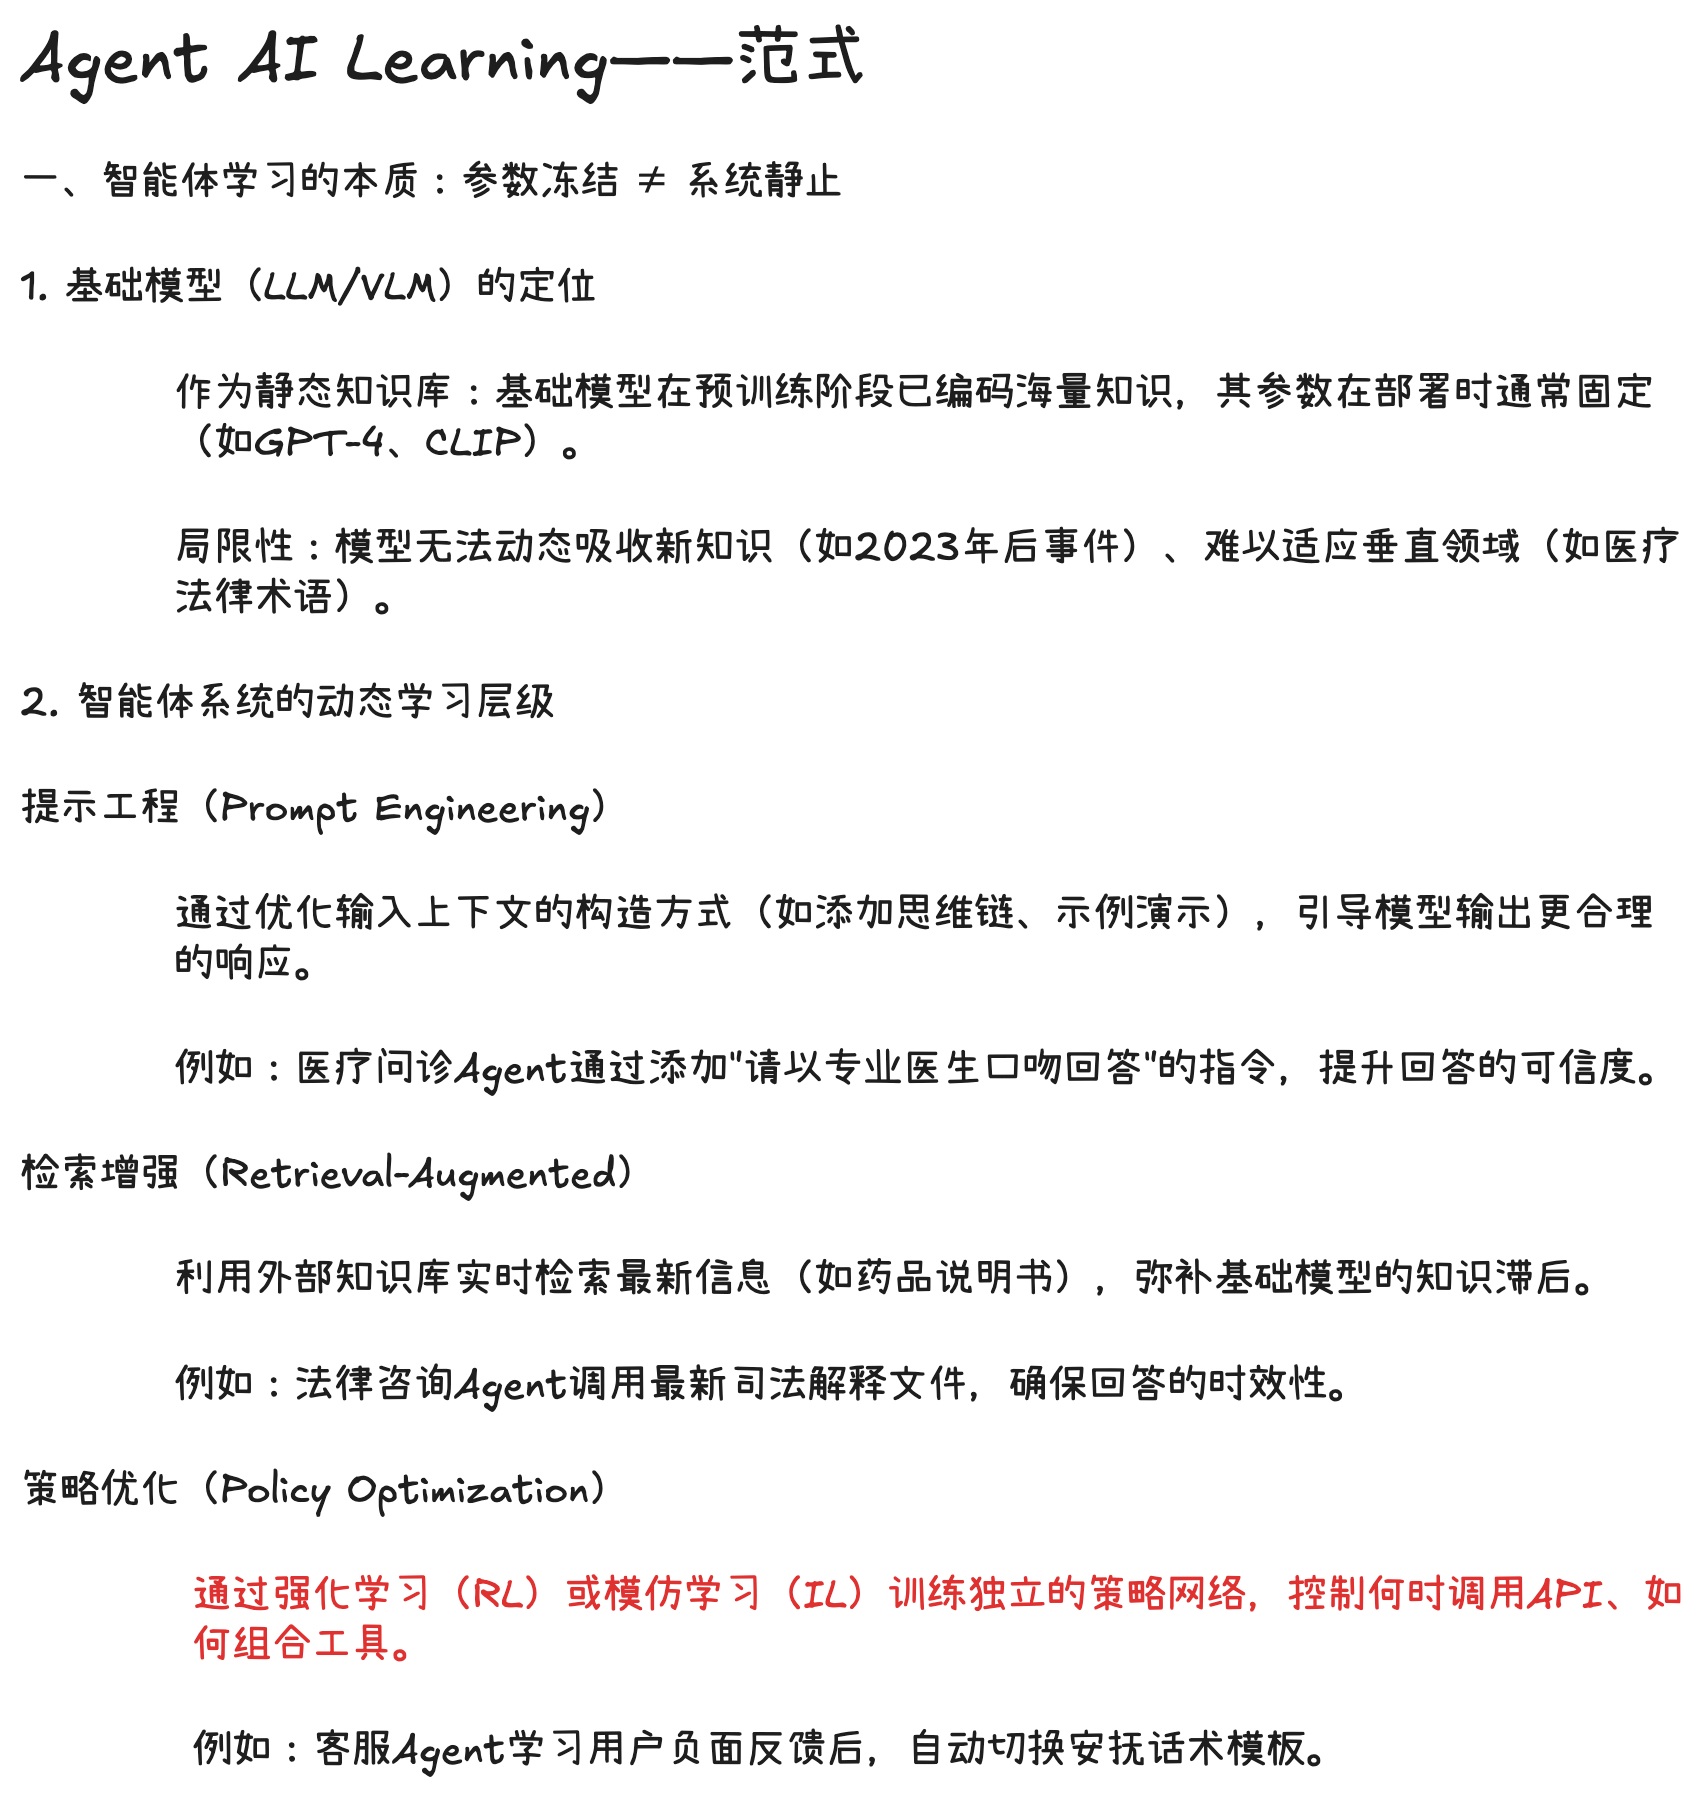 Agent AI Learning——范式
一、智能体学习的本质：参数冻结 ≠ 系统静止
1. 基础模型（LLM/VLM）的定位
作为静态知识库：基础模型在预训练阶段已编码海量知识，其参数在部署时通常固定
（如GPT-4、CLIP）。
局限性：模型无法动态吸收新知识（如2023年后事件）、难以适应垂直领域（如医疗
法律术语）。
2. 智能体系统的动态学习层级
提示工程（Prompt Engineering）
通过优化输入上下文的构造方式（如添加思维链、示例演示），引导模型输出更合理
的响应。
例如：医疗问诊Agent通过添加"请以专业医生口吻回答"的指令，提升回答的可信度。
检索增强（Retrieval-Augmented）
利用外部知识库实时检索最新信息（如药品说明书），弥补基础模型的知识滞后。
例如：法律咨询Agent调用最新司法解释文件，确保回答的时效性。
策略优化（Policy Optimization）
通过强化学习（RL）或模仿学习（IL）训练独立的策略网络，控制何时调用API、如
何组合工具。
例如：客服Agent学习用户负面反馈后，自动切换安抚话术模板。